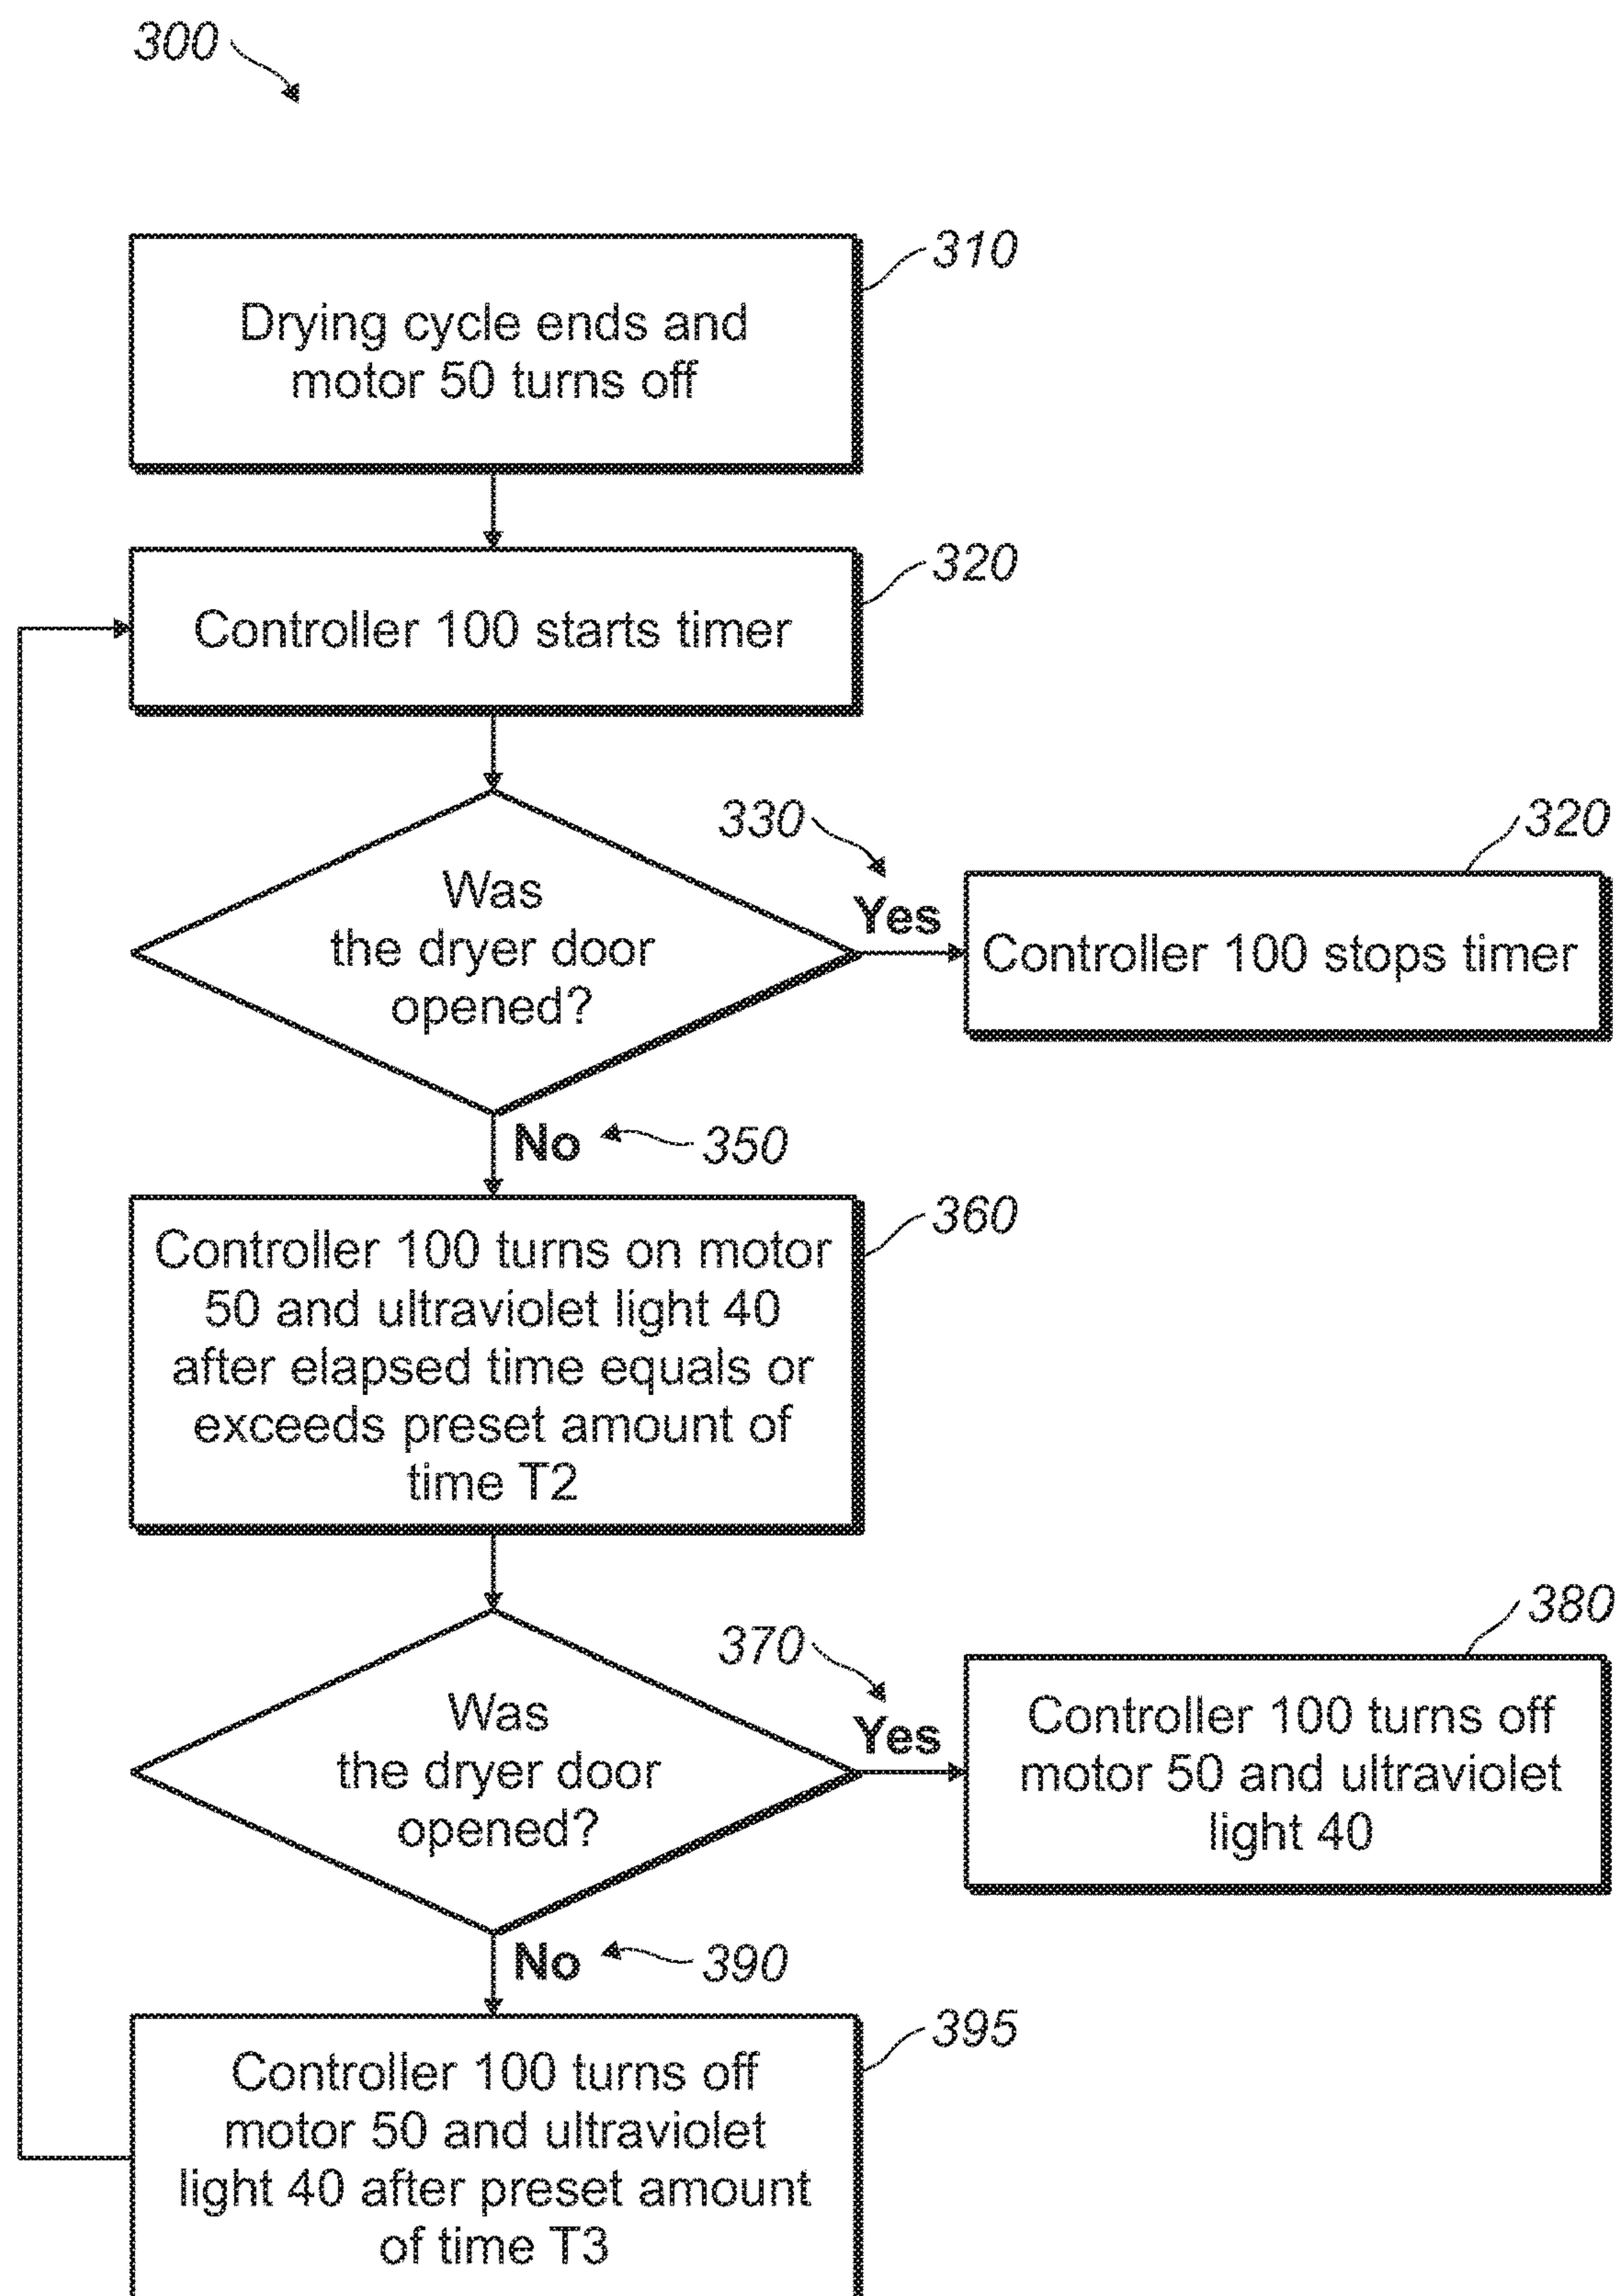 300
310
Drying cycle ends and
motor 50 turns off
320
Controller 100 starts timer
330
320
Was
the dryer door
opened?
Yes
Controller 100 stops timer
No
350
360
Controller 100 turns on motor
50 and ultraviolet light 40
after elapsed time equals or
exceeds preset amount of
time T2
370
380
Was
the dryer door
opened?
Yes
Controller 100 turns off
motor 50 and ultraviolet
light 40
No
390
395
Controller 100 turns off
motor 50 and ultraviolet
light 40 after preset amount
of time T3